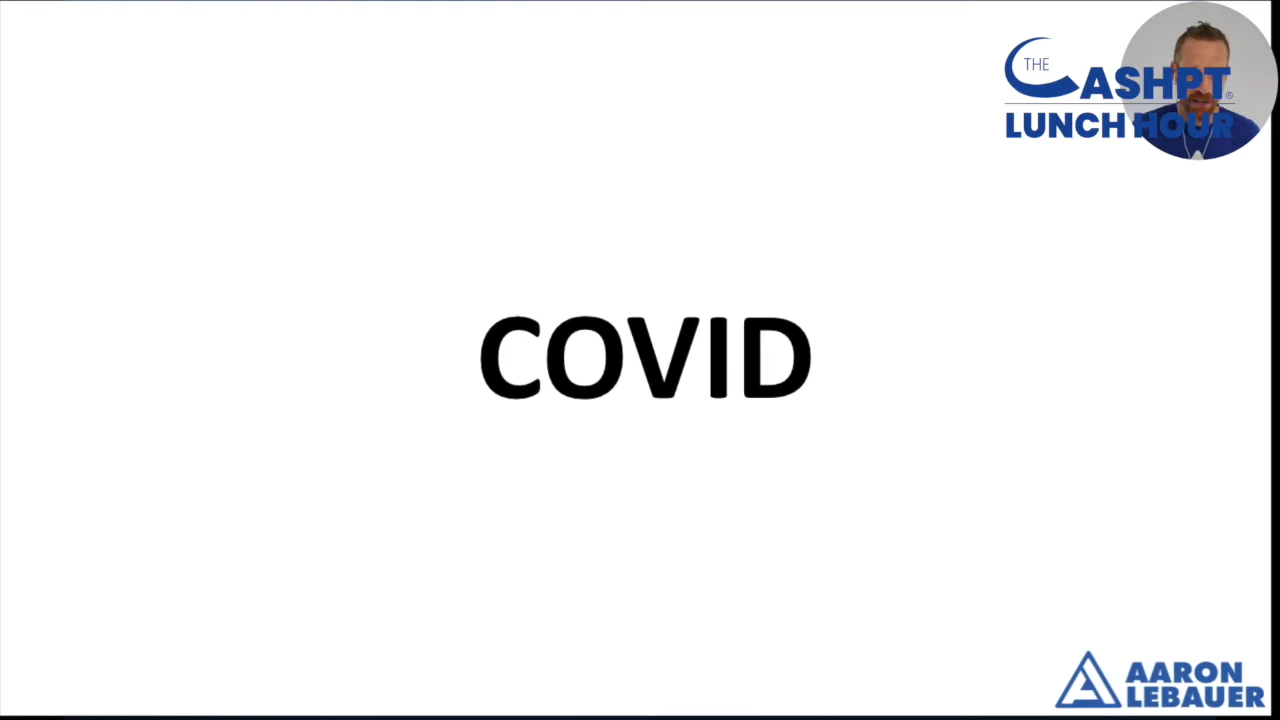 THE
CASHPT®
LUNCH HOUR
COVID
AARON
LEBAUER